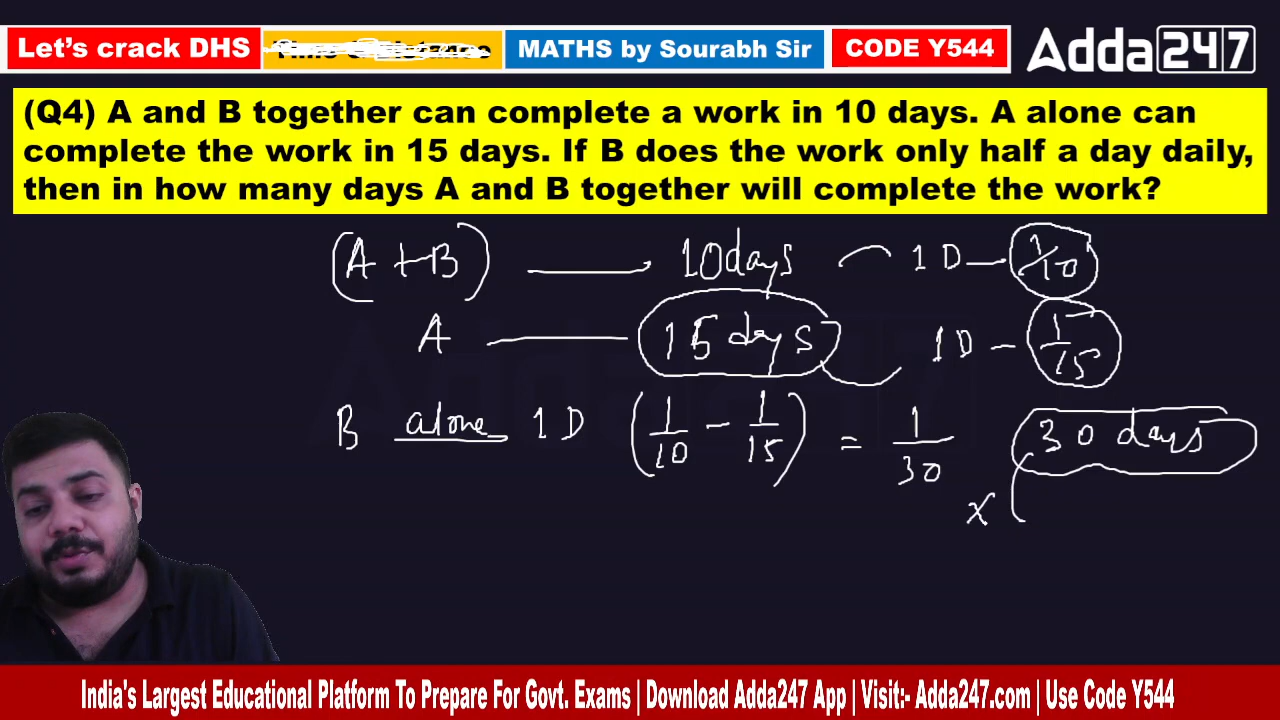 Let's crack DHS Time & Distance MATHS by Sourabh Sir CODE Y544 Adda247
(Q4) A and B together can complete a work in 10 days. A alone can
complete the work in 15 days. If B does the work only half a day daily,
then in how many days A and B together will complete the work?
(A+B) 10days 1D 1/10
A 15 days 1D - 1/15
B alone 1D (1/10 - 1/15) = 1/30 30 days
x
India's Largest Educational Platform To Prepare For Govt. Exams | Download Adda247 App | Visit:- Adda247.com | Use Code Y544